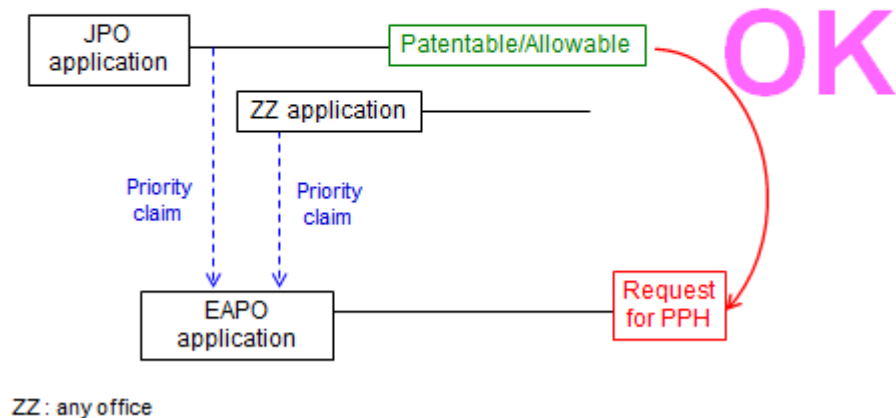 JPO
application
Patentable/Allowable
OK
ZZ application
Priority
claim
Priority
claim
EAPO
application
Request
for PPH
ZZ : any office